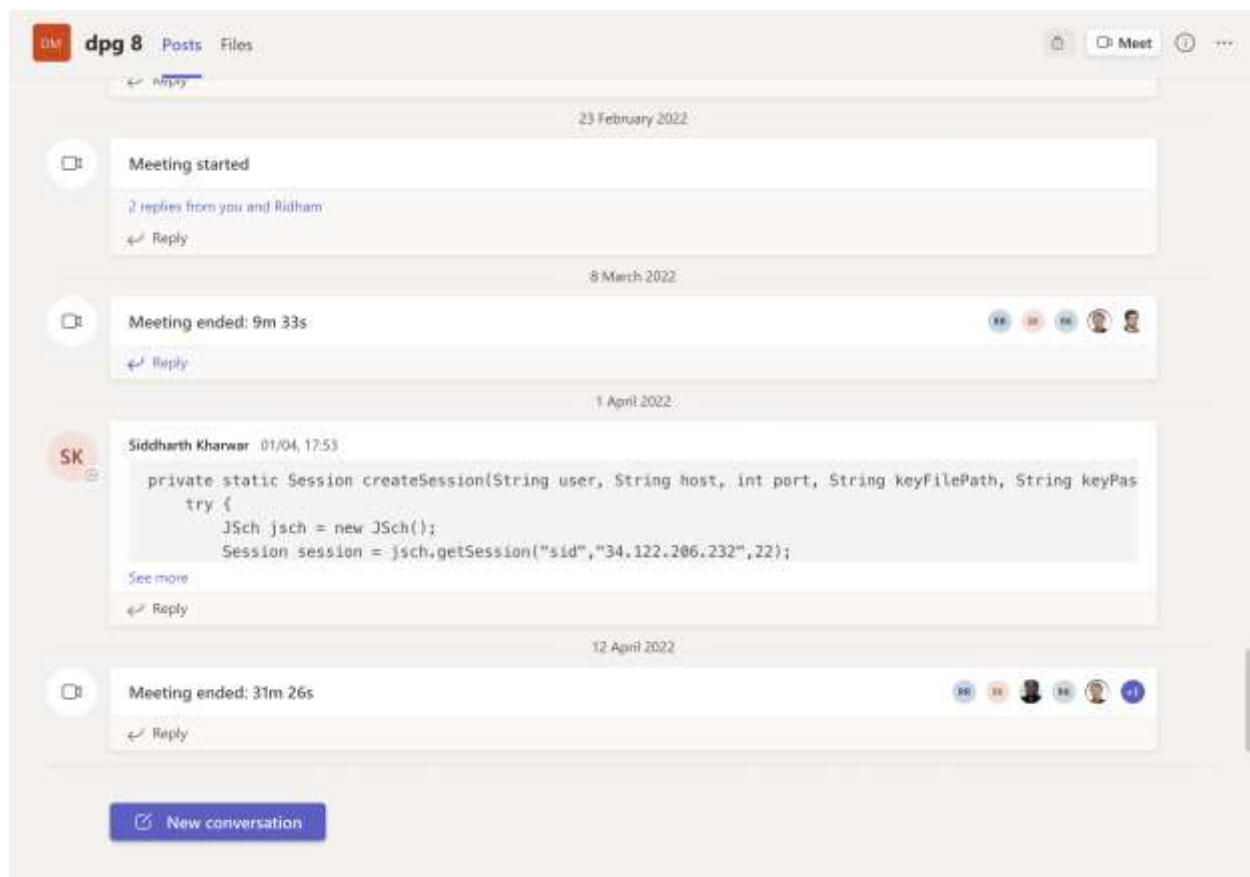 DM dpg 8 Posts Files Meet
Reply
23 February 2022
Meeting started
2 replies from you and Ridham
Reply
8 March 2022
Meeting ended: 9m 33s
Reply
1 April 2022
SK Siddharth Kharwar 01/04, 17:53
private static Session createSession(String user, String host, int port, String keyFilePath, String keyPas
try {
JSch jsch = new JSch();
Session session = jsch.getSession("sid","34.122.206.232",22);
See more
Reply
12 April 2022
Meeting ended: 31m 26s +1
Reply
New conversation